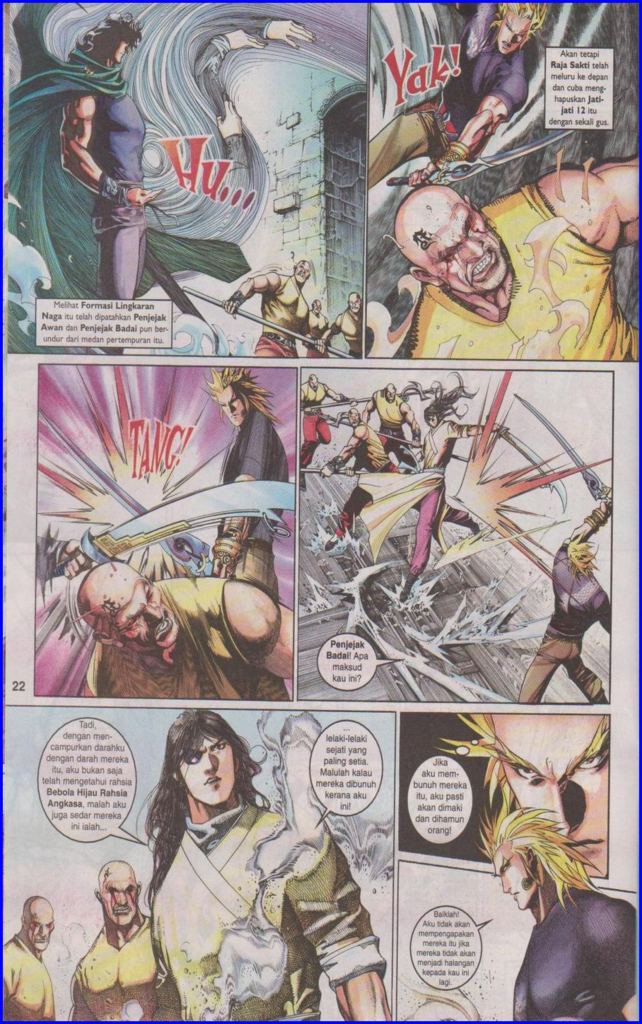 Yak!
Akan tetapi
Raja Sakti telah
meluru ke depan
dan cuba meng-
hapuskan Jati-
jati 12 itu
dengan sekali gus.
HU...
Melihat Formasi Lingkaran
Naga itu telah dipatahkan Penjejak
Awan dan Penjejak Badai pun ber-
undur dari medan pertempuran itu.
TANG!
Penjejak
Badai! Apa
maksud
kau ini?
22
Tadi,
dengan men-
campurkan darahku
dengan darah mereka
itu, aku bukan saja
telah mengetahui rahsia
Bebola Hijau Rahsia
Angkasa, malah aku
juga sedar mereka
ini ialah...
...
lelaki-lelaki
sejati yang
paling setia.
Malulah kalau
mereka dibunuh
kerana aku
ini!
Jika
aku mem-
bunuh mereka
itu, aku pasti
akan dimaki
dan dihamun
orang!
Baiklah!
Aku tidak akan
mempengapakan
mereka itu jika
mereka tidak akan
menjadi halangan
kepada kau ini
lagi.